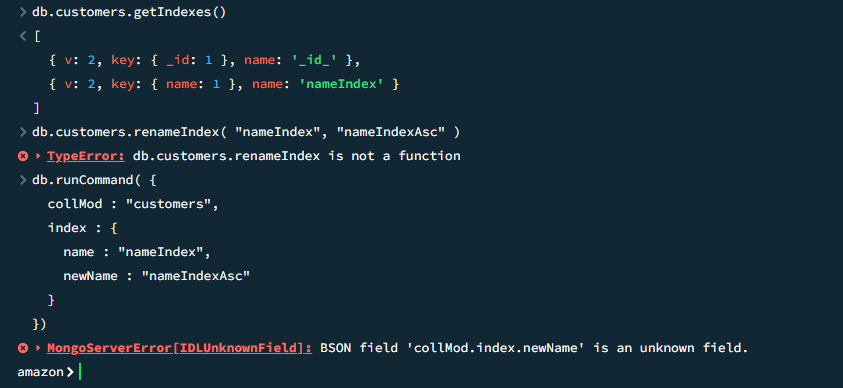 > db.customers.getIndexes()
< [
{ v: 2, key: { _id: 1 }, name: '_id_' },
{ v: 2, key: { name: 1 }, name: 'nameIndex' }
]
> db.customers.renameIndex( "nameIndex", "nameIndexAsc" )
TypeError: db.customers.renameIndex is not a function
> db.runCommand( {
collMod : "customers",
index : {
name : "nameIndex",
newName : "nameIndexAsc"
}
})
MongoServerError[IDLUnknownField]: BSON field 'collMod.index.newName' is an unknown field.
amazon>